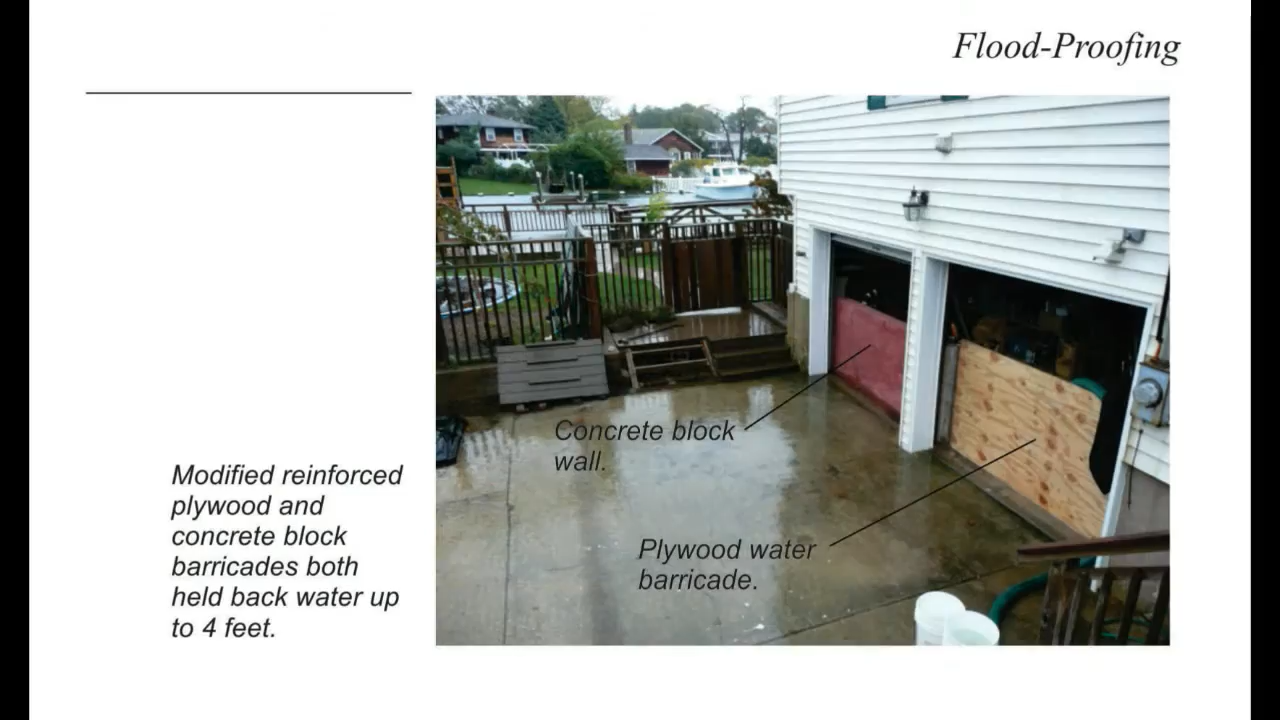 Flood-Proofing
Concrete block
wall.
Modified reinforced
plywood and
concrete block
barricades both
held back water up
to 4 feet.
Plywood water
barricade.